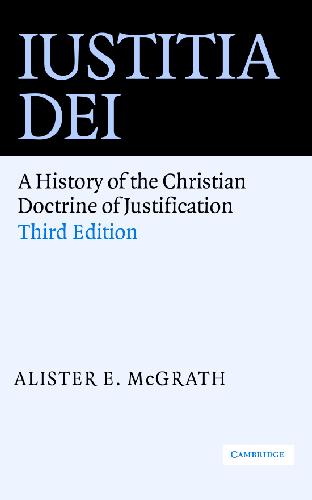 IUSTITIA
DEI
A History of the Christian
Doctrine of Justification
Third Edition
ALISTER E. McGRATH
CAMBRIDGE